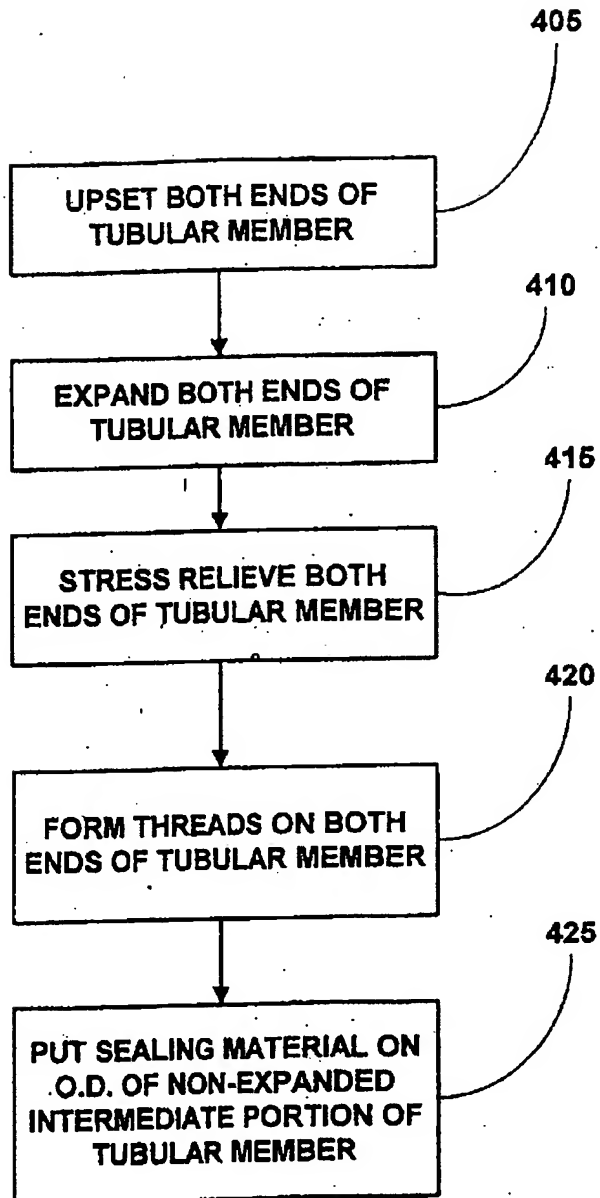 405
UPSET BOTH ENDS OF
TUBULAR MEMBER
410
EXPAND BOTH ENDS OF
TUBULAR MEMBER
415
STRESS RELIEVE BOTH
ENDS OF TUBULAR MEMBER
420
FORM THREADS ON BOTH
ENDS OF TUBULAR MEMBER
425
PUT SEALING MATERIAL ON
O.D. OF NON-EXPANDED
INTERMEDIATE PORTION OF
TUBULAR MEMBER